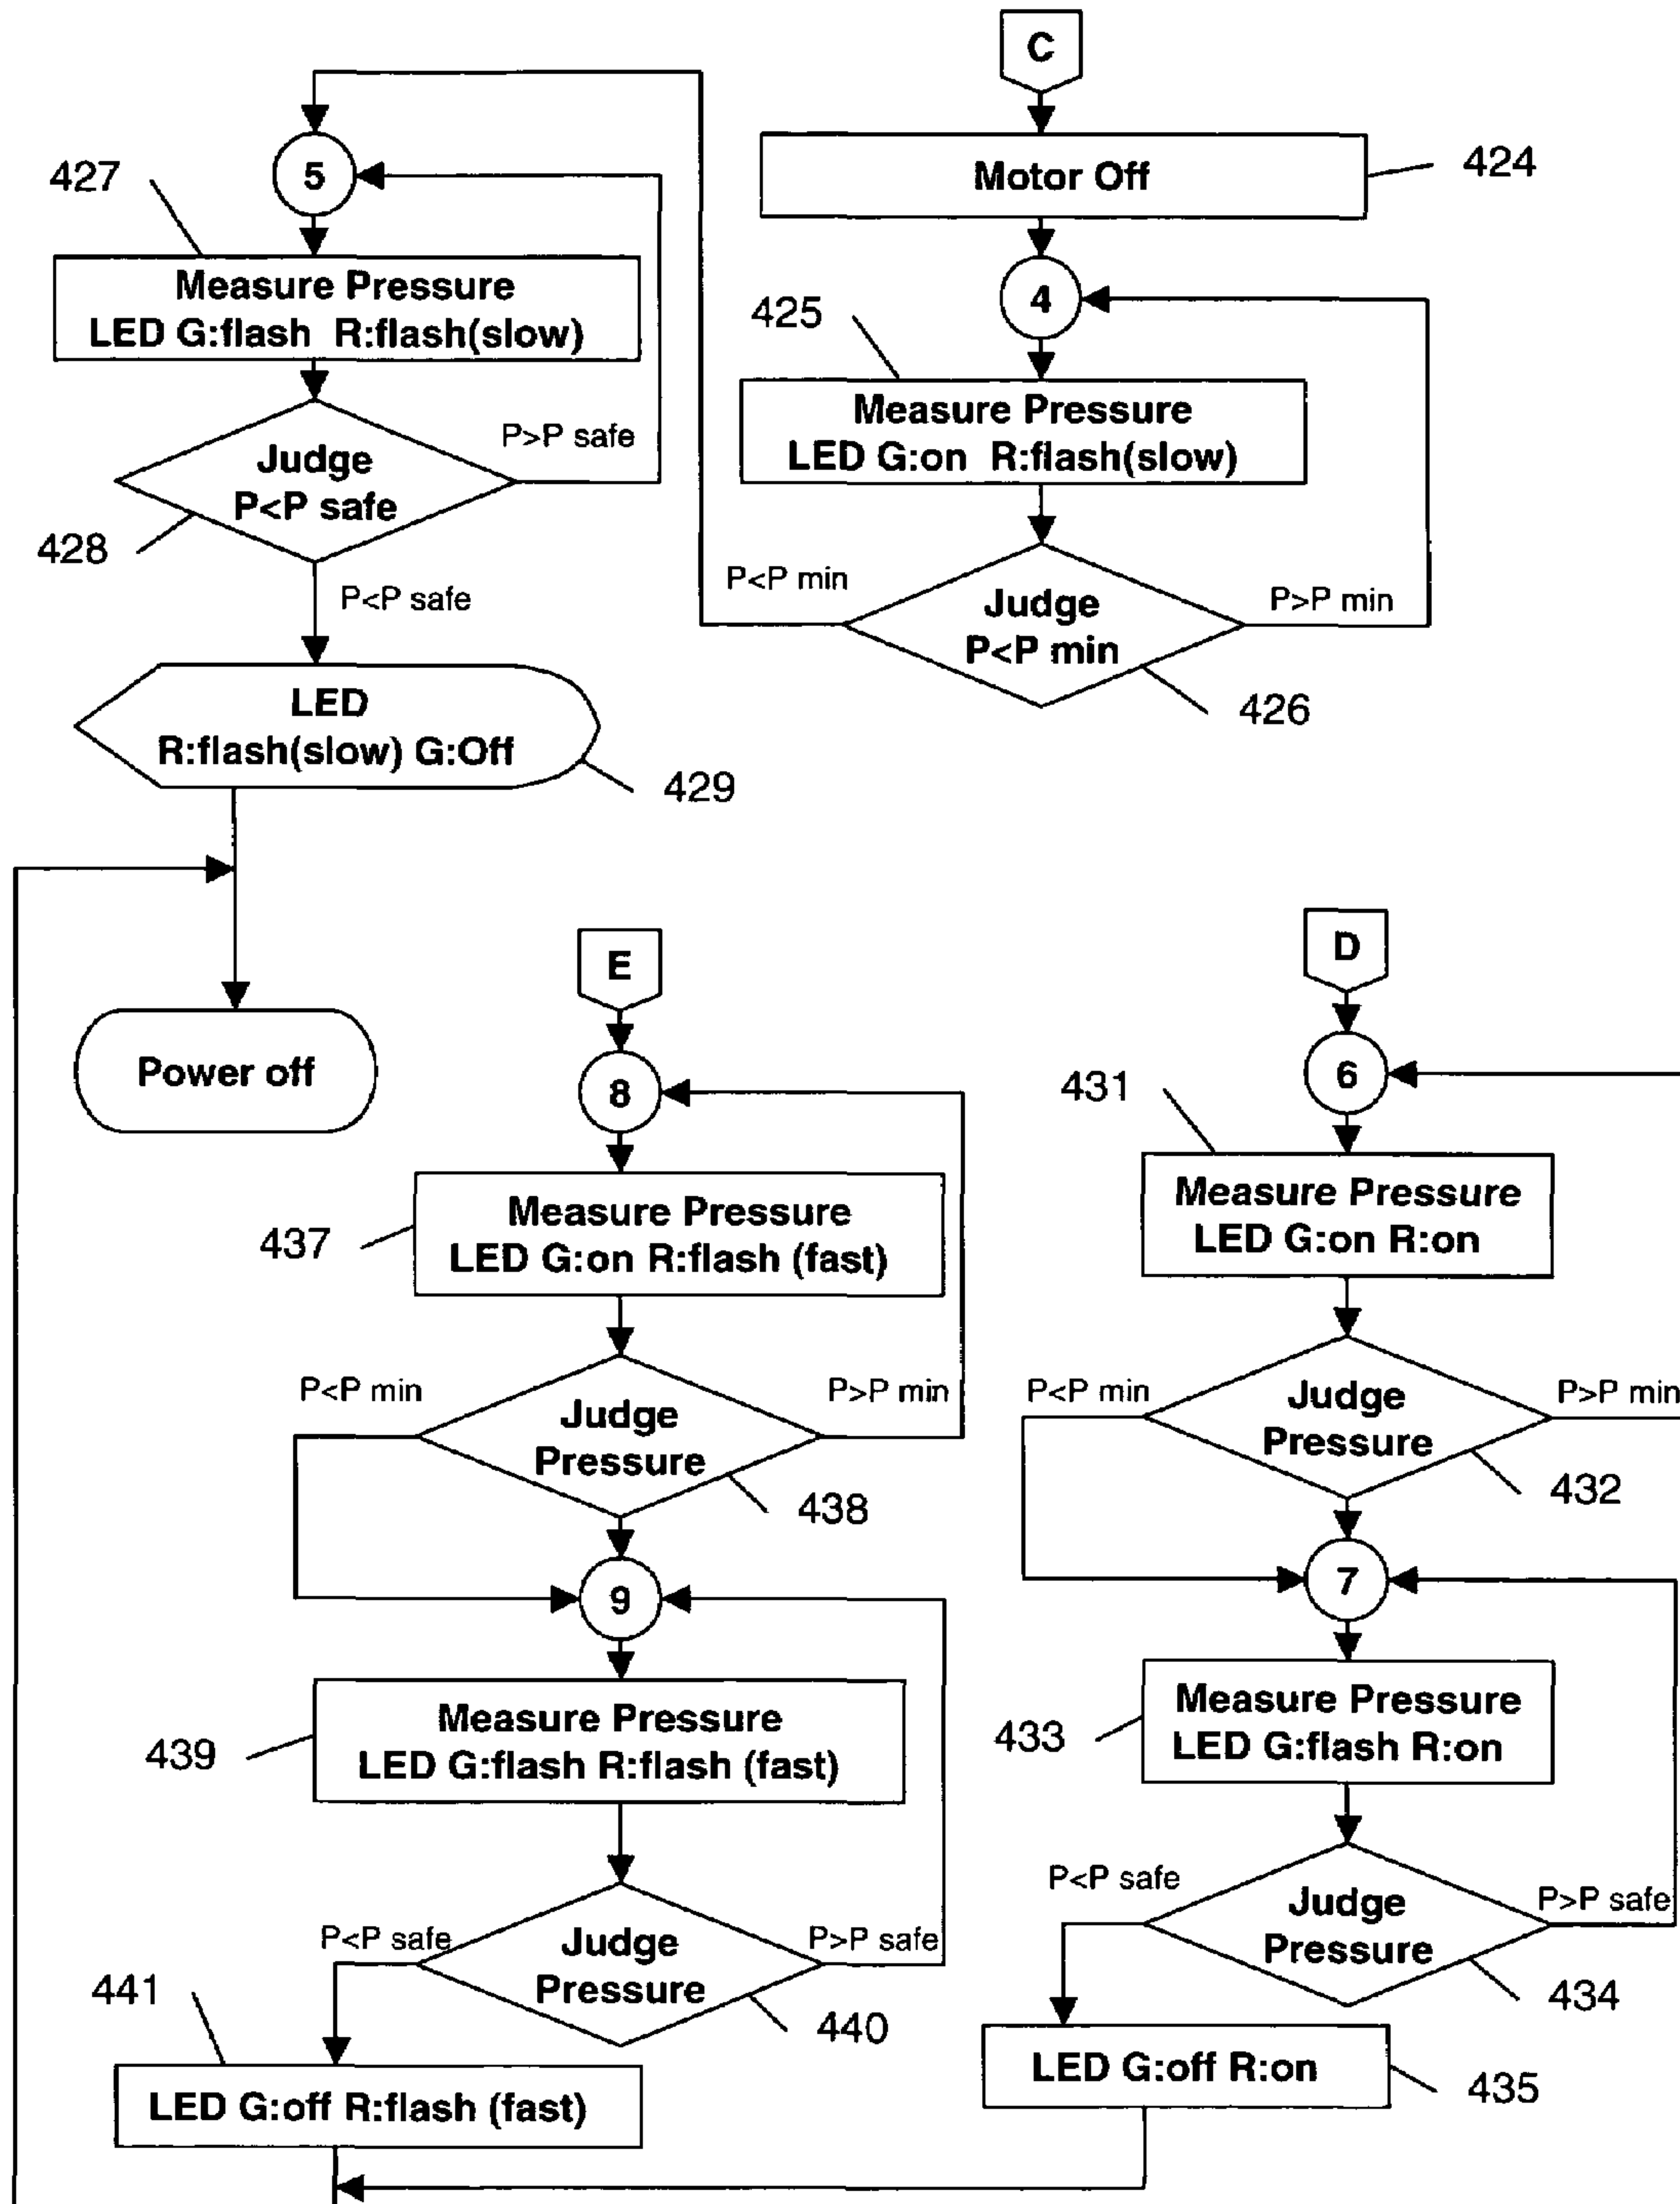 C
Motor Off
424
4
425
Measure Pressure
LED G:on R:flash(slow)
P<P min
Judge
P<P min
P>P min
426
5
427
Measure Pressure
LED G:flash R:flash(slow)
P>P safe
Judge
P<P safe
428
P<P safe
LED
R:flash(slow) G:Off
429
Power off
E
8
437
Measure Pressure
LED G:on R:flash (fast)
P<P min
Judge
Pressure
P>P min
438
9
439
Measure Pressure
LED G:flash R:flash (fast)
P<P safe
Judge
Pressure
P>P safe
440
441
LED G:off R:flash (fast)
D
6
431
Measure Pressure
LED G:on R:on
P<P min
Judge
Pressure
P>P min
432
7
433
Measure Pressure
LED G:flash R:on
P<P safe
Judge
Pressure
P>P safe
434
LED G:off R:on
435